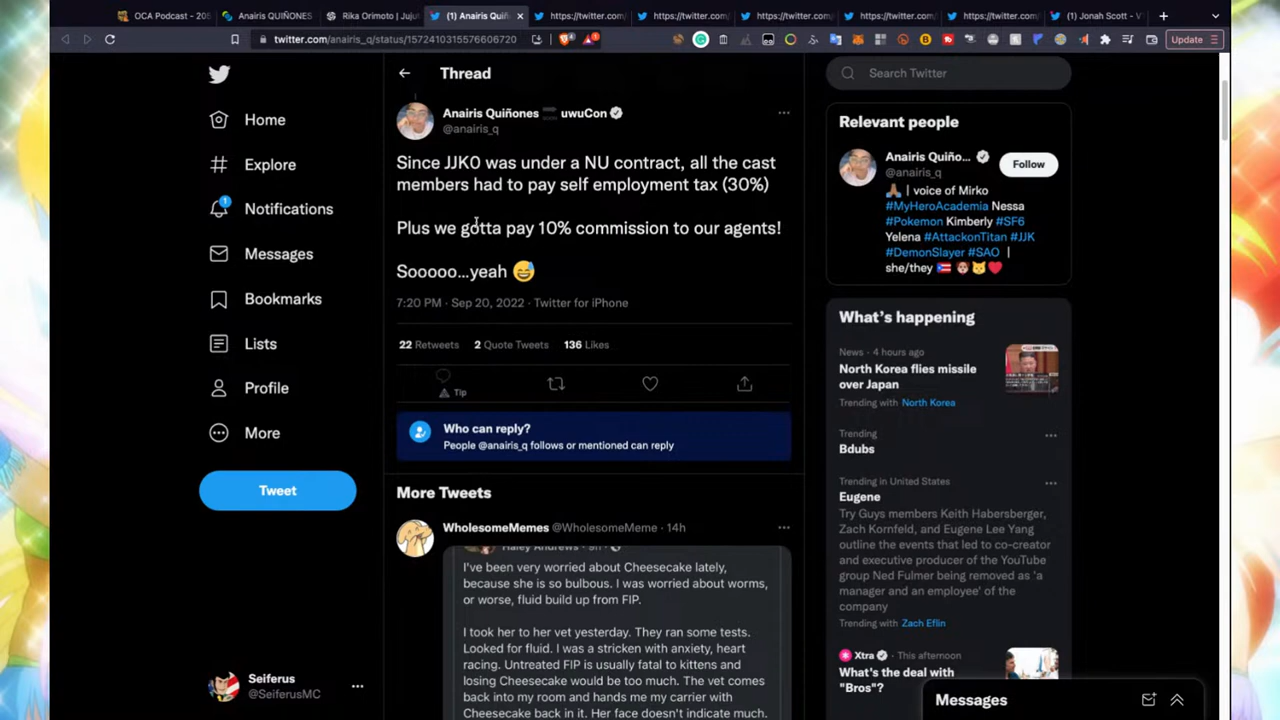 OCA Podcast - 205
Anairis QUIÑONES
Rika Orimoto | Juju
(1) Anairis Quiñ
https://twitter.com/
https://twitter.com/
https://twitter.com/
https://twitter.com/
https://twitter.com/
(1) Jonah Scott - V
twitter.com/anairis_q/status/1572410315576606720
Update
Home
Explore
1
Notifications
Messages
Bookmarks
Lists
Profile
More
Tweet
Seiferus
@SeiferusMC
Thread
Anairis Quiñones uwuCon
@anairis_q
Since JJK0 was under a NU contract, all the cast
members had to pay self employment tax (30%)
Plus we gotta pay 10% commission to our agents!
Sooooo...yeah 😅
7:20 PM · Sep 20, 2022 · Twitter for iPhone
22 Retweets 2 Quote Tweets 136 Likes
Tip
Who can reply?
People @anairis_q follows or mentioned can reply
More Tweets
WholesomeMemes @WholesomeMeme · 14h
Haley Andrews · 9h
I've been very worried about Cheesecake lately,
because she is so bulbous. I was worried about worms,
or worse, fluid build up from FIP.
I took her to her vet yesterday. They ran some tests.
Looked for fluid. I was a stricken with anxiety, heart
racing. Untreated FIP is usually fatal to kittens and
losing Cheesecake would be too much. The vet comes
back into my room and hands me my carrier with
Cheesecake back in it. Her face doesn't indicate much.
Search Twitter
Relevant people
Anairis Quiño...
@anairis_q
Follow
🙏🏽 | voice of Mirko
#MyHeroAcademia Nessa
#Pokemon Kimberly #SF6
Yelena #AttackonTitan #JJK
#DemonSlayer #SAO |
she/they 🇵🇷
What's happening
News · 4 hours ago
North Korea flies missile
over Japan
Trending with North Korea
Trending
Bdubs
Trending in United States
Eugene
Try Guys members Keith Habersberger,
Zach Kornfeld, and Eugene Lee Yang
outline the events that led to co-creator
and executive producer of the YouTube
group Ned Fulmer being removed as 'a
manager and an employee' of the
company
Trending with Zach Eflin
Xtra · This afternoon
What's the deal with
"Bros"?
Messages